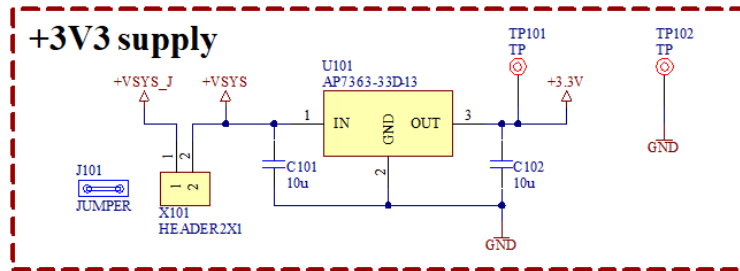 +3V3 supply
TP101
TP
TP102
TP
U101
AP7363-33D-13
+VSYS_J
+VSYS
+3.3V
1
IN
GND
OUT
3
2
C101
10u
C102
10u
1
2
J101
JUMPER
1
2
X101
HEADER2X1
GND
GND